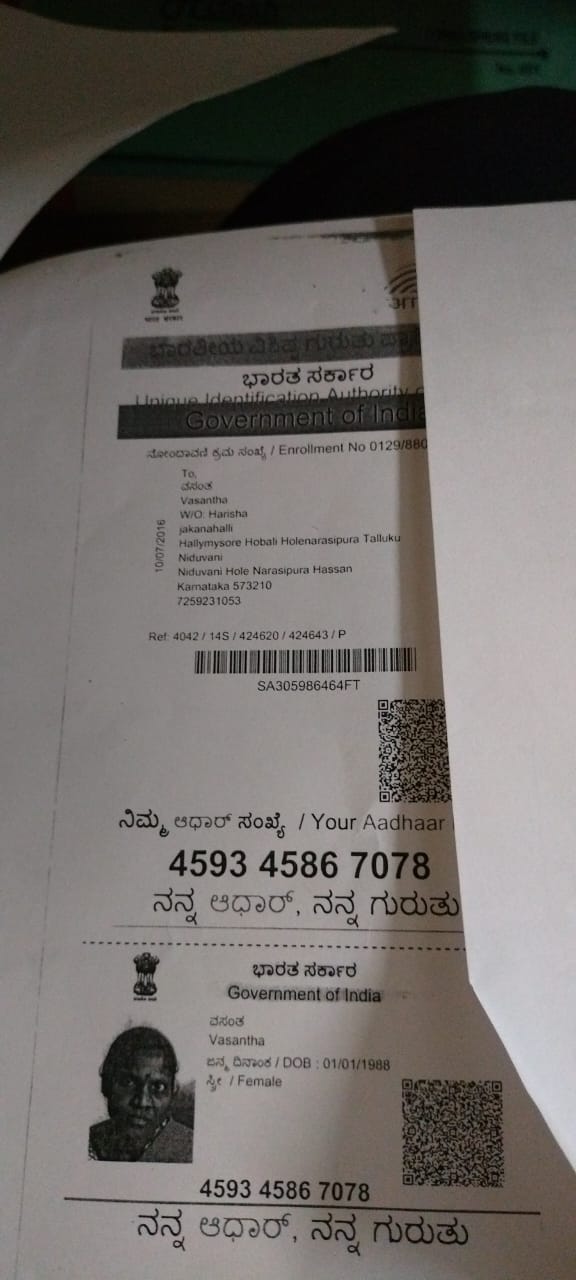 भारत सरकार
ಭಾರತೀಯ ವಿಶಿಷ್ಟ ಗುರುತು
ಭಾರತ ಸರ್ಕಾರ
Unique Identification Authority
Government of India
ನೋಂದಾವಣಿ ಕ್ರಮ ಸಂಖ್ಯೆ / Enrollment No 0129/880
To,
ವಸಂತ
Vasantha
W/O: Harisha
jakanahalli
Hallymysore Hobali Holenarasipura Talluku
Niduvani
Niduvani Hole Narasipura Hassan
Karnataka 573210
7259231053
10/07/2016
Ref: 4042 / 14S / 424620 / 424643 / P
SA305986464FT
ನಿಮ್ಮ ಆಧಾರ್ ಸಂಖ್ಯೆ / Your Aadhaar
4593 4586 7078
ನನ್ನ ಆಧಾರ್, ನನ್ನ ಗುರುತು
ಭಾರತ ಸರ್ಕಾರ
Government of India
ವಸಂತ
Vasantha
ಜನ್ಮ ದಿನಾಂಕ / DOB : 01/01/1988
ಸ್ತ್ರೀ / Female
4593 4586 7078
ನನ್ನ ಆಧಾರ್, ನನ್ನ ಗುರುತು